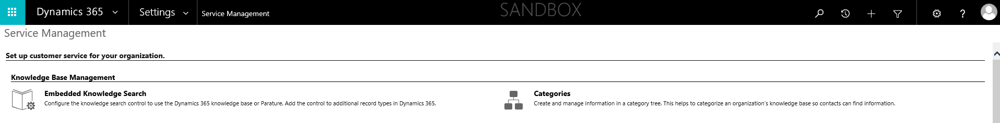 Dynamics 365 Settings Service Management SANDBOX ?
Service Management
Set up customer service for your organization.
Knowledge Base Management
Embedded Knowledge Search
Configure the knowledge search control to use the Dynamics 365 knowledge base or Parature. Add the control to additional record types in Dynamics 365.
Categories
Create and manage information in a category tree. This helps to categorize an organization's knowledge base so contacts can find information.